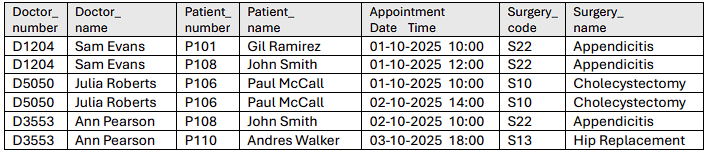 Doctor_ Doctor_ Patient_ Patient_ Appointment Surgery_ Surgery_
number name number name Date Time code name
D1204 Sam Evans P101 Gil Ramirez 01-10-2025 10:00 S22 Appendicitis
D1204 Sam Evans P108 John Smith 01-10-2025 12:00 S22 Appendicitis
D5050 Julia Roberts P106 Paul McCall 01-10-2025 10:00 S10 Cholecystectomy
D5050 Julia Roberts P106 Paul McCall 02-10-2025 14:00 S10 Cholecystectomy
D3553 Ann Pearson P108 John Smith 02-10-2025 10:00 S22 Appendicitis
D3553 Ann Pearson P110 Andres Walker 03-10-2025 18:00 S13 Hip Replacement